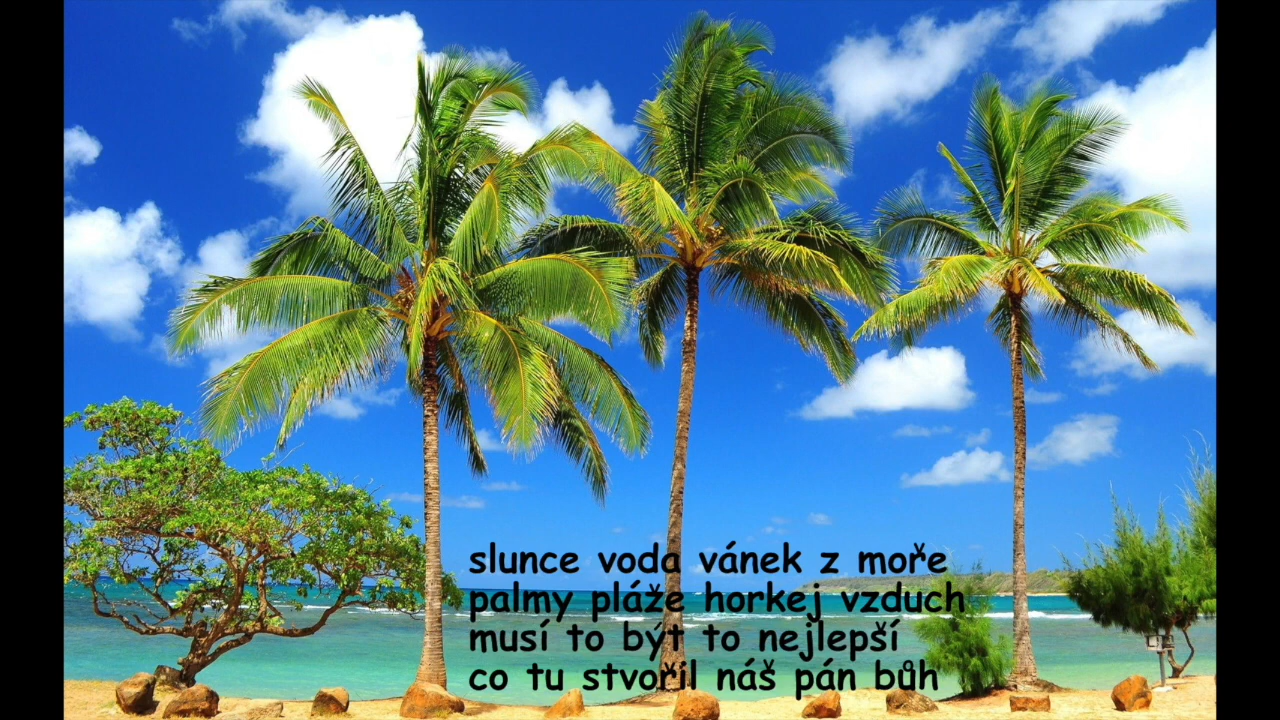 slunce voda vánek z moře
palmy pláže horkej vzduch
musí to být to nejlepší
co tu stvořil náš pán bůh